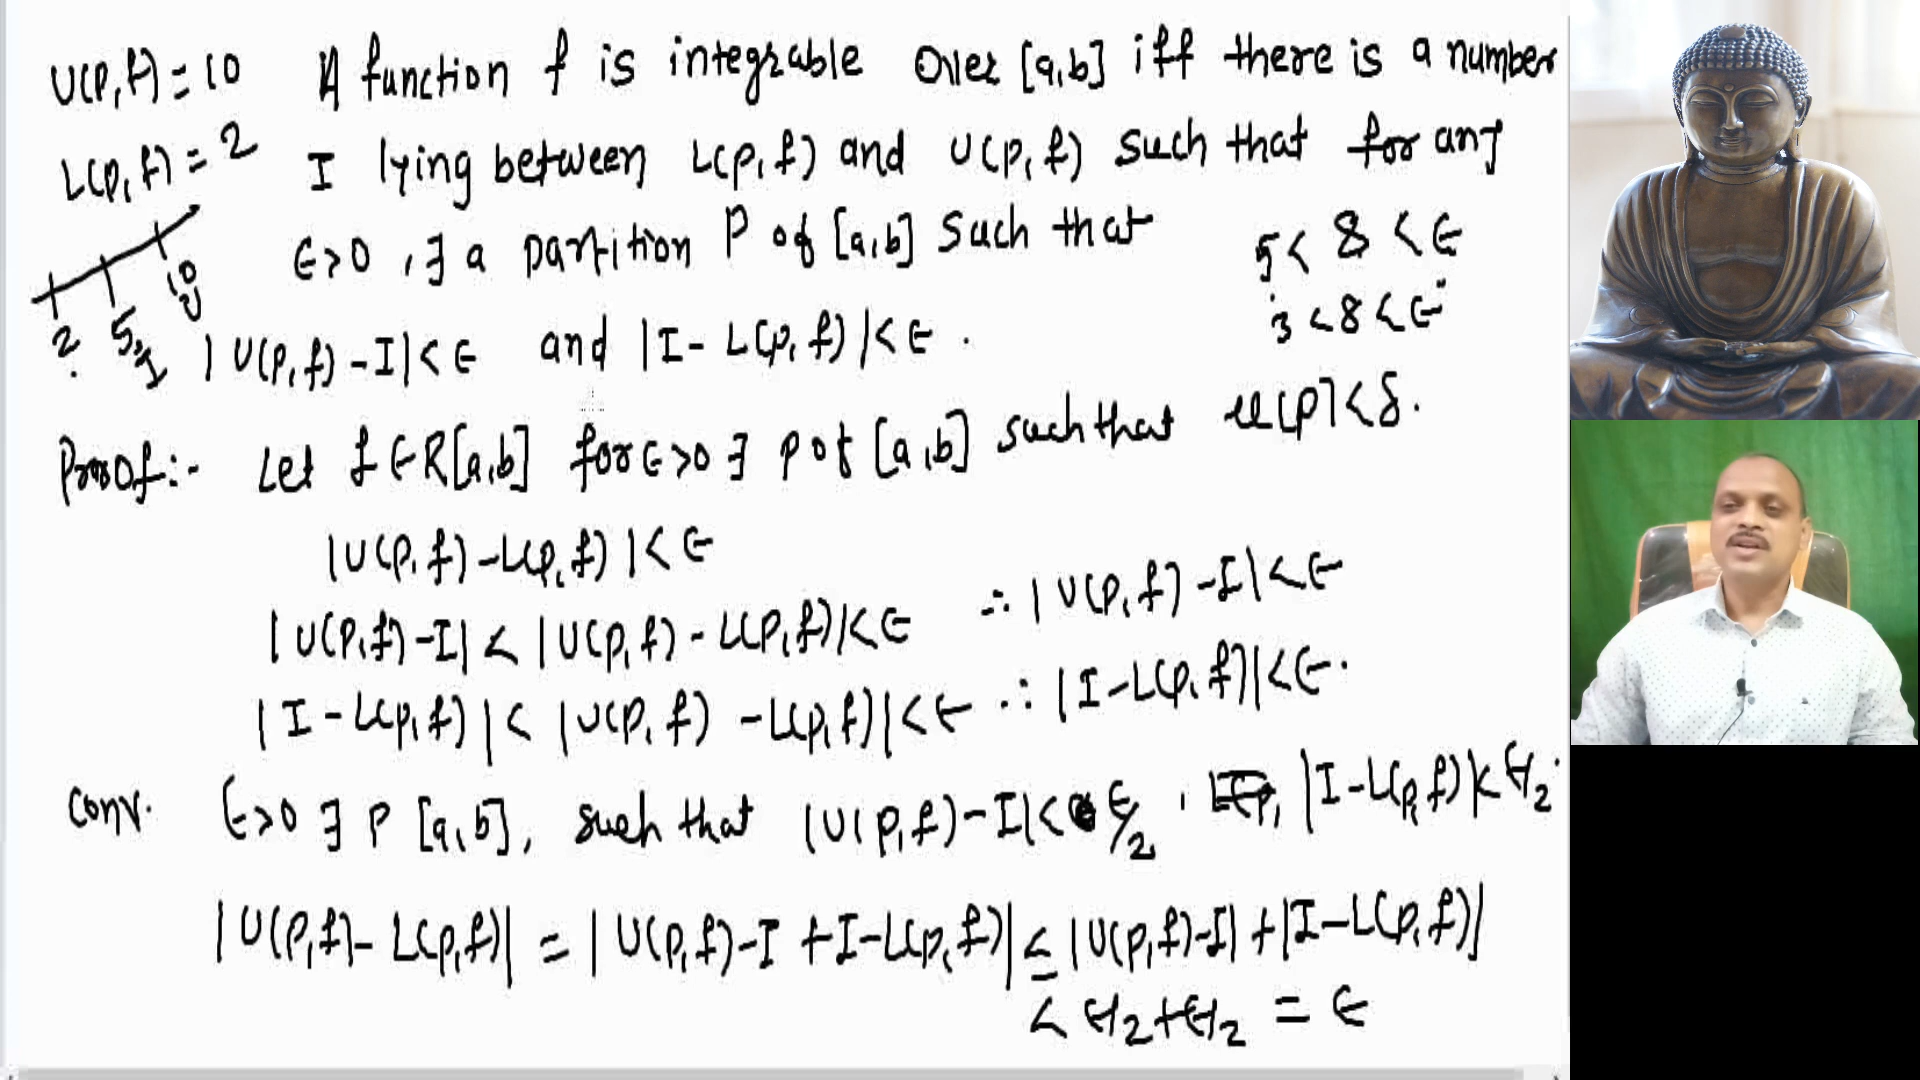 U(P,f) = 10 A function f is integrable over [a,b] iff there is a number
L(P,f) = 2 I lying between L(P,f) and U(P,f) such that for any
ϵ>0, ∃ a partition P of [a,b] such that 5 < 8 < ϵ
2 5 10
I U
3 < 8 < ϵ
|U(P,f) - I| < ϵ and |I - L(P,f)| < ϵ.
Proof:- Let f ∈ R[a,b] for ϵ>0 ∃ P of [a,b] such that μ(P) < δ.
|U(P,f) - L(P,f)| < ϵ
|U(P,f) - I| < |U(P,f) - L(P,f)| < ϵ ∴ |U(P,f) - I| < ϵ
|I - L(P,f)| < |U(P,f) - L(P,f)| < ϵ ∴ |I - L(P,f)| < ϵ.
Conv. ϵ>0 ∃ P [a,b], such that |U(P,f) - I| < ϵ/2, |I - L(P,f)| < ϵ/2.
|U(P,f) - L(P,f)| = |U(P,f) - I + I - L(P,f)| ≤ |U(P,f) - I| + |I - L(P,f)|
< ϵ/2 + ϵ/2 = ϵ